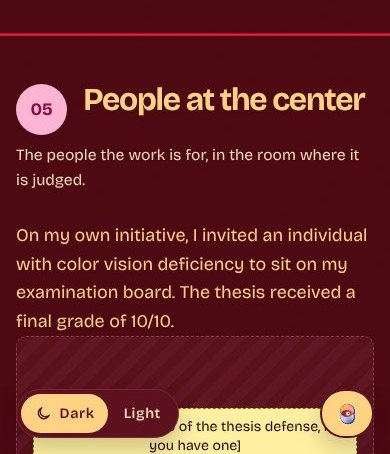 05
People at the center
The people the work is for, in the room where it
is judged.
On my own initiative, I invited an individual
with color vision deficiency to sit on my
examination board. The thesis received a
final grade of 10/10.
Dark
Light
of the thesis defense,
you have one]